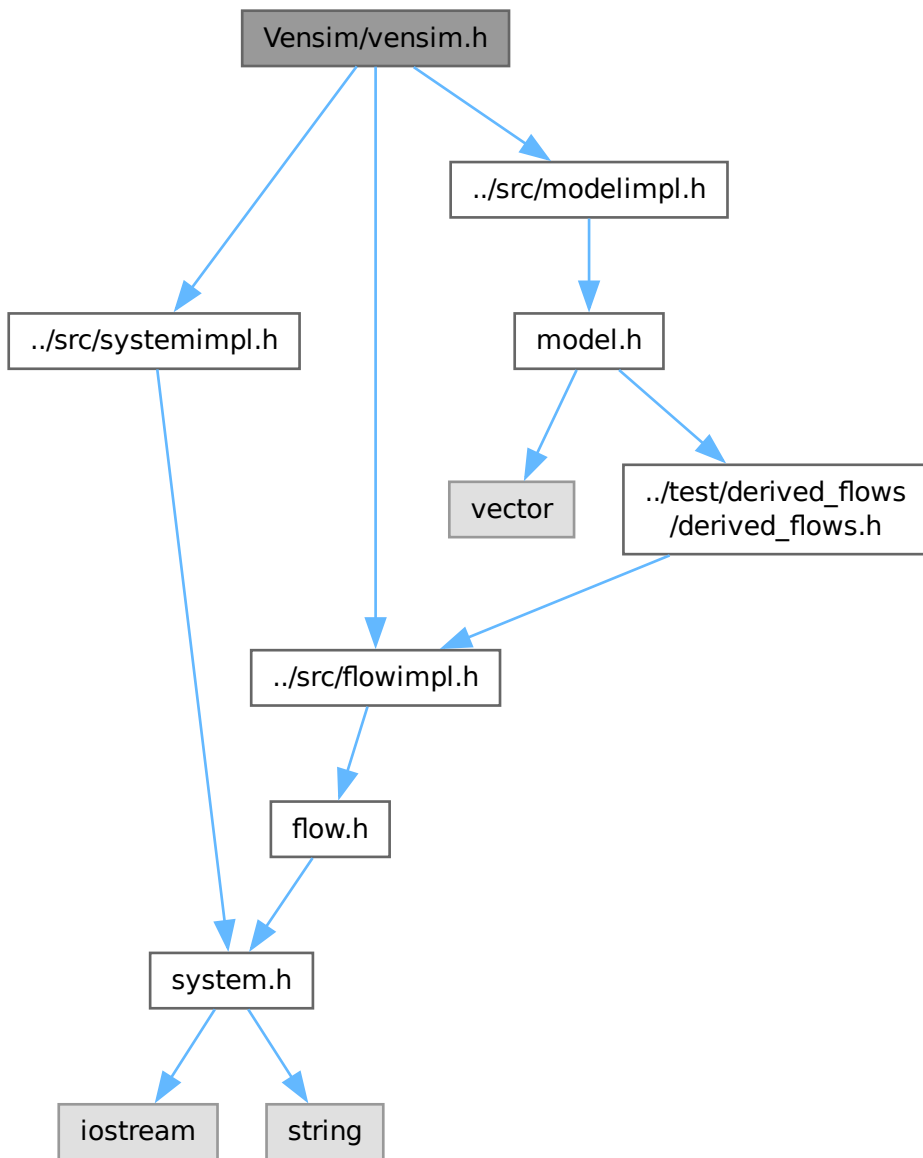 Vensim/vensim.h
../src/modelimpl.h
../src/systemimpl.h
model.h
vector
../test/derived_flows
/derived_flows.h
../src/flowimpl.h
flow.h
system.h
iostream
string